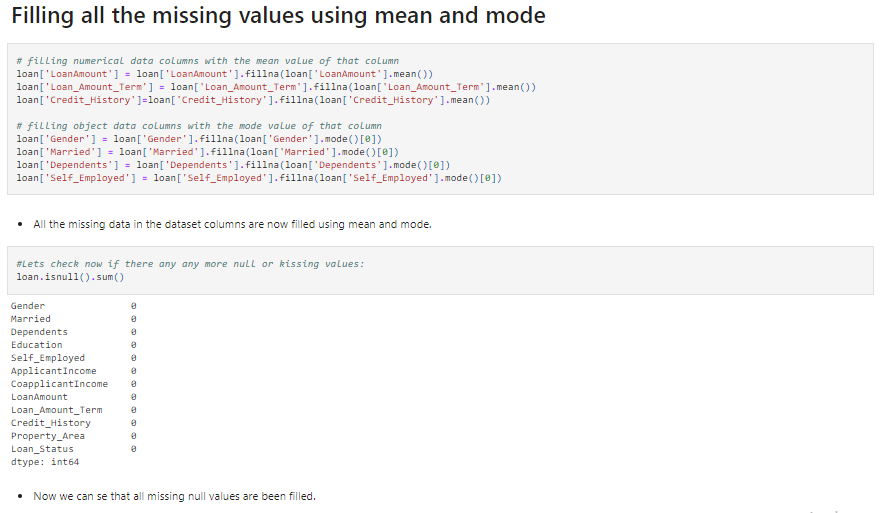 Filling all the missing values using mean and mode
# filling numerical data columns with the mean value of that column
loan['LoanAmount'] = loan['LoanAmount'].fillna(loan['LoanAmount'].mean())
loan['Loan_Amount_Term'] = loan['Loan_Amount_Term'].fillna(loan['Loan_Amount_Term'].mean())
loan['Credit_History']=loan['Credit_History'].fillna(loan['Credit_History'].mean())
# filling object data columns with the mode value of that column
loan['Gender'] = loan['Gender'].fillna(loan['Gender'].mode()[0])
loan['Married'] = loan['Married'].fillna(loan['Married'].mode()[0])
loan['Dependents'] = loan['Dependents'].fillna(loan['Dependents'].mode()[0])
loan['Self_Employed'] = loan['Self_Employed'].fillna(loan['Self_Employed'].mode()[0])
• All the missing data in the dataset columns are now filled using mean and mode.
#Lets check now if there any any more null or kissing values:
loan.isnull().sum()
Gender 0
Married 0
Dependents 0
Education 0
Self_Employed 0
ApplicantIncome 0
CoapplicantIncome 0
LoanAmount 0
Loan_Amount_Term 0
Credit_History 0
Property_Area 0
Loan_Status 0
dtype: int64
• Now we can se that all missing null values are been filled.